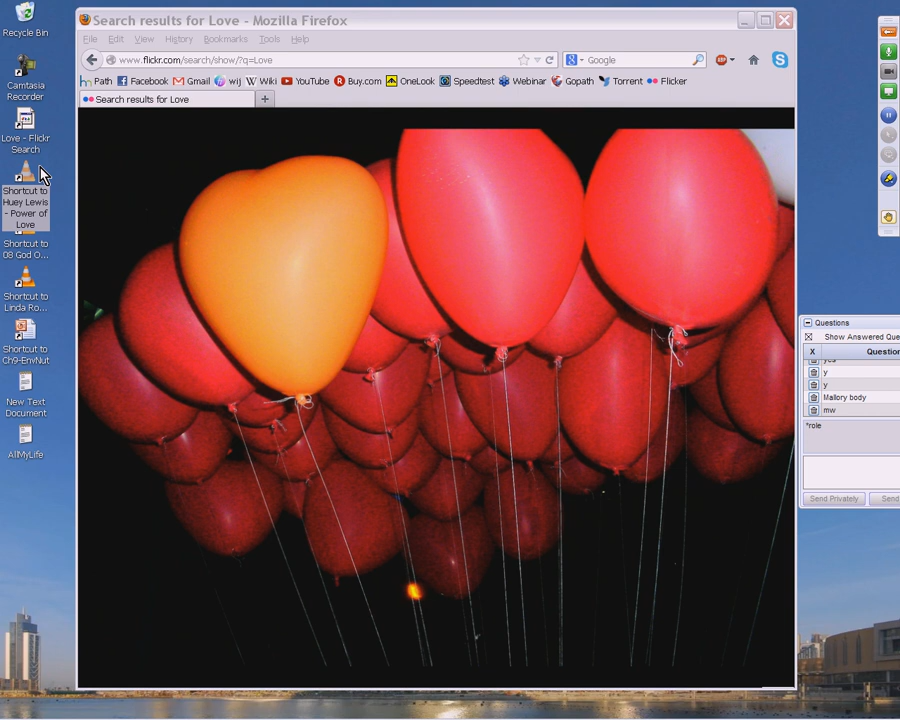 Recycle Bin
Camtasia
Recorder
Love - Flickr
Search
Shortcut to
Huey Lewis
- Power of
Love
Shortcut to
08 God O...
Shortcut to
Linda Ro...
Shortcut to
Ch9-EnvNut
New Text
Document
AllMyLife
Search results for Love - Mozilla Firefox
File Edit View History Bookmarks Tools Help
www.flickr.com/search/show/?q=Love
Google
Path Facebook Gmail wij Wiki YouTube Buy.com OneLook Speedtest Webinar Gopath Torrent Flicker
Search results for Love
Questions
Show Answered Que
X Question
yes
y
y
Mallory body
mw
*role
Send Privately Send